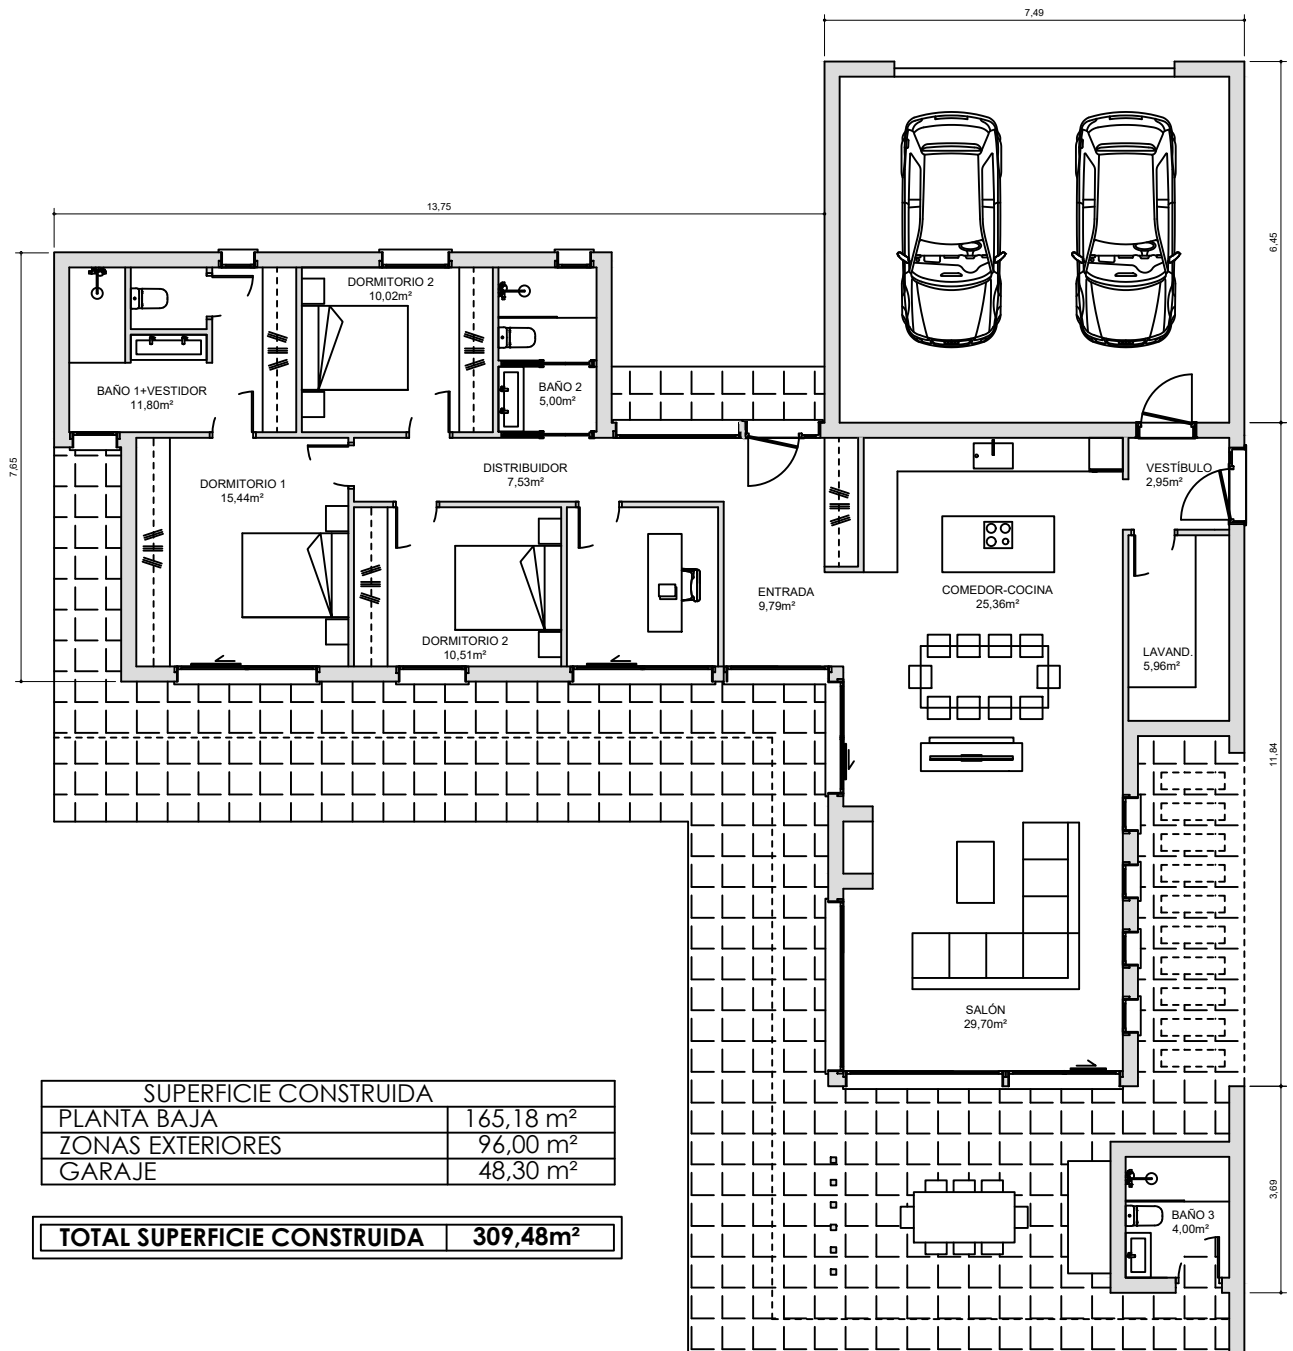 7,49
13,75
6,45
7,65
DORMITORIO 2
10,02m²
BAÑO 1+VESTIDOR
11,80m²
BAÑO 2
5,00m²
DORMITORIO 1
15,44m²
DISTRIBUIDOR
7,53m²
VESTÍBULO
2,95m²
ENTRADA
9,79m²
COMEDOR-COCINA
25,36m²
DORMITORIO 2
10,51m²
LAVAND.
5,96m²
11,84
SALÓN
29,70m²
SUPERFICIE CONSTRUIDA
PLANTA BAJA 165,18 m²
ZONAS EXTERIORES 96,00 m²
GARAJE 48,30 m²
TOTAL SUPERFICIE CONSTRUIDA 309,48m²
3,69
BAÑO 3
4,00m²